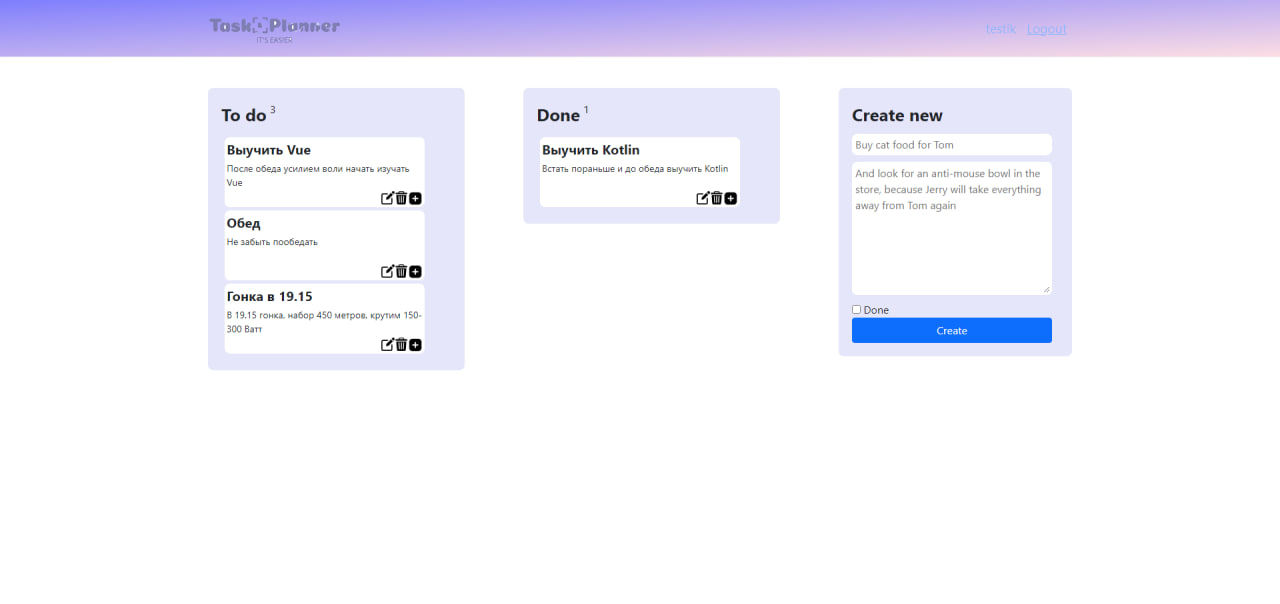 Task Planner
IT'S EASIER
testik Logout
To do 3
Выучить Vue
После обеда усилием воли начать изучать
Vue
Обед
Не забыть пообедать
Гонка в 19.15
В 19.15 гонка, набор 450 метров, крутим 150-
300 Ватт
Done 1
Выучить Kotlin
Встать пораньше и до обеда выучить Kotlin
Create new
Buy cat food for Tom
And look for an anti-mouse bowl in the
store, because Jerry will take everything
away from Tom again
Done
Create